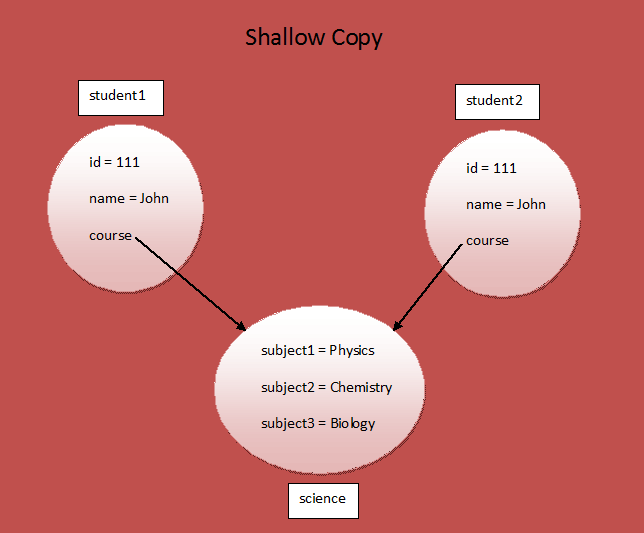 Shallow Copy
student1
student2
id = 111
name = John
course
id = 111
name = John
course
subject1 = Physics
subject2 = Chemistry
subject3 = Biology
science